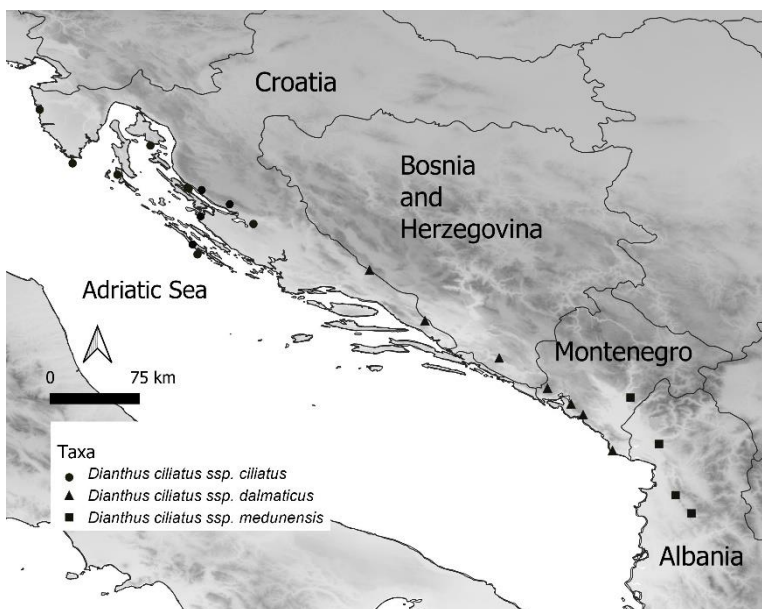 Croatia
Bosnia
and
Herzegovina
Adriatic Sea
Montenegro
0 75 km
Taxa
Dianthus ciliatus ssp. ciliatus
Dianthus ciliatus ssp. dalmaticus
Dianthus ciliatus ssp. medunensis
Albania